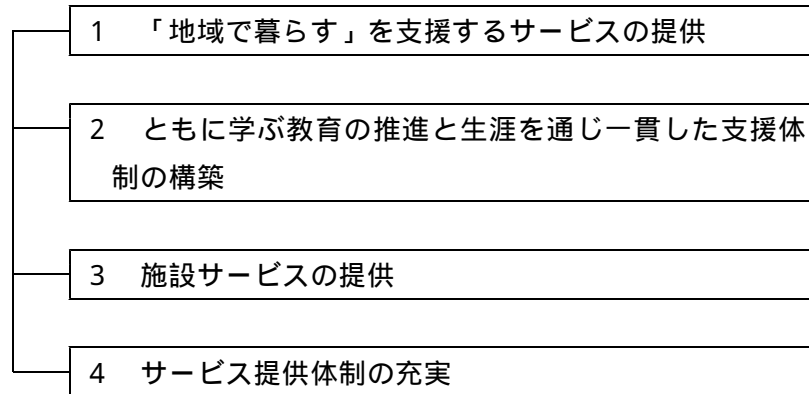 1　「地域で暮らす」を支援するサービスの提供
2　ともに学ぶ教育の推進と生涯を通じ一貫した支援体
制の構築
3　施設サービスの提供
4　サービス提供体制の充実